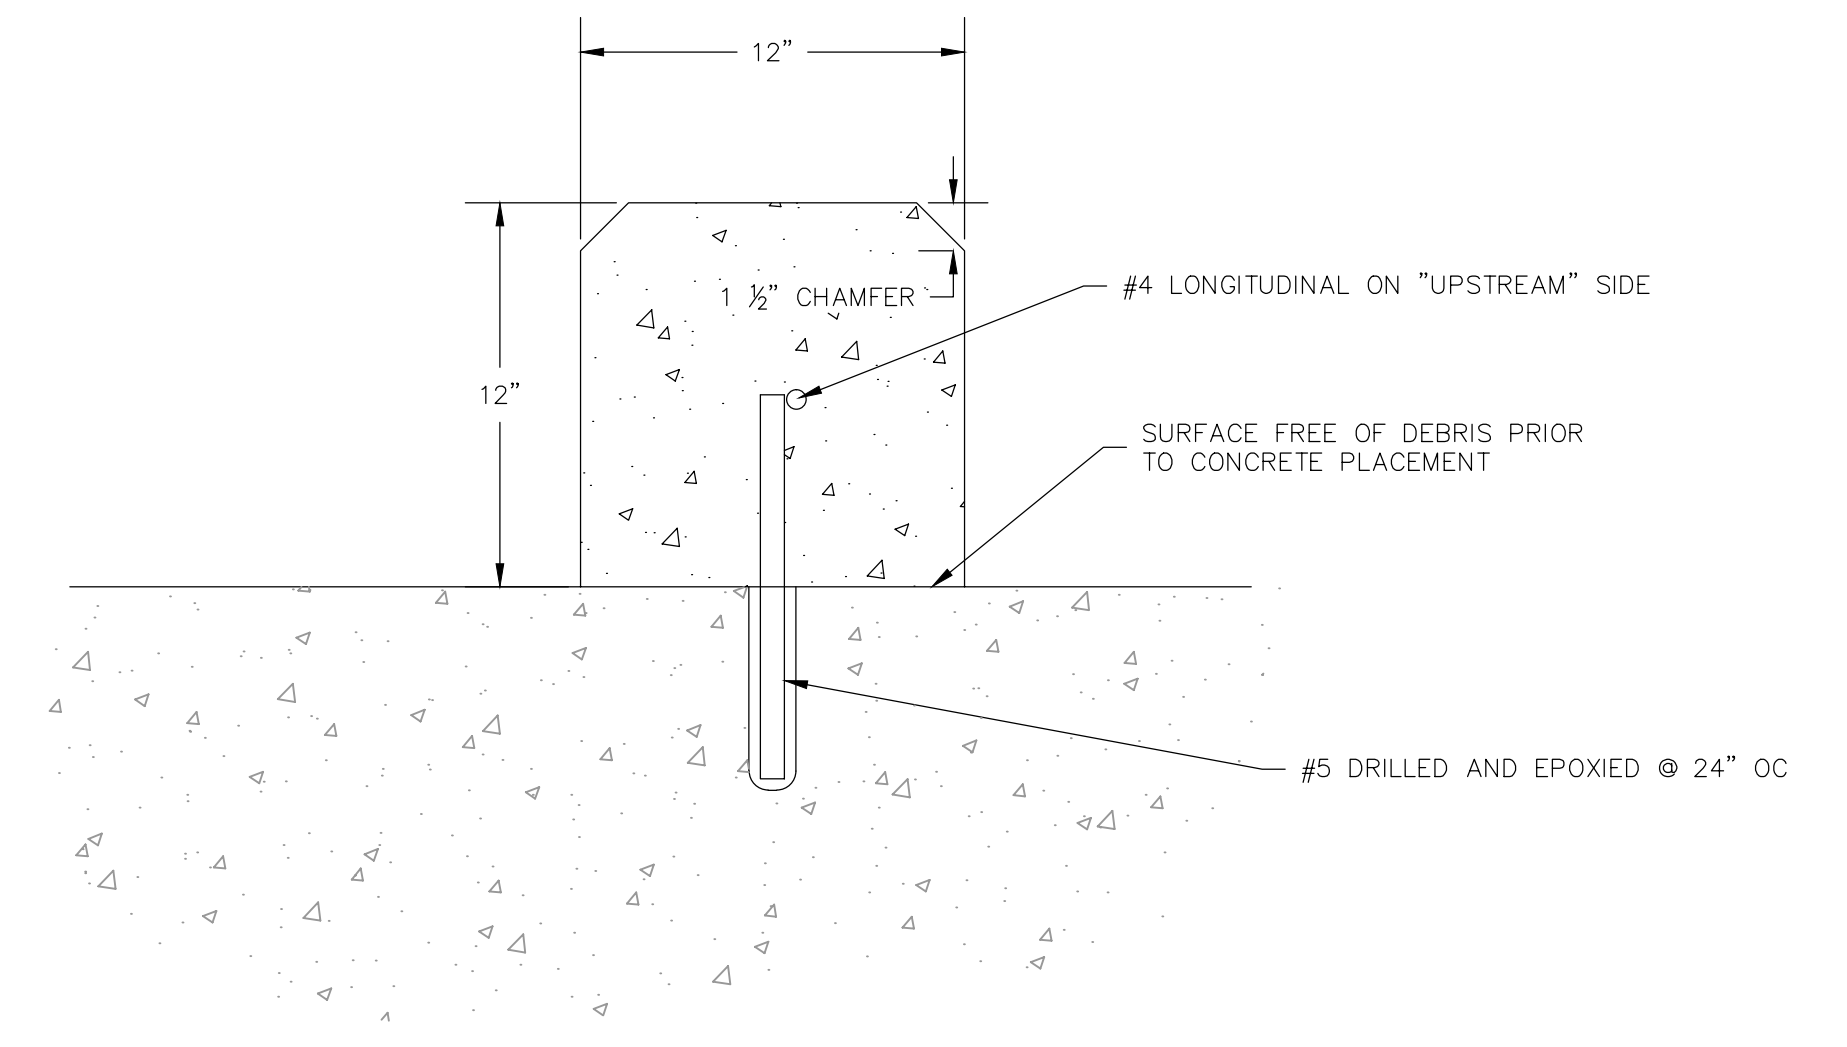 12"
1 ½" CHAMFER
#4 LONGITUDINAL ON "UPSTREAM" SIDE
12"
SURFACE FREE OF DEBRIS PRIOR
TO CONCRETE PLACEMENT
#5 DRILLED AND EPOXIED @ 24" OC